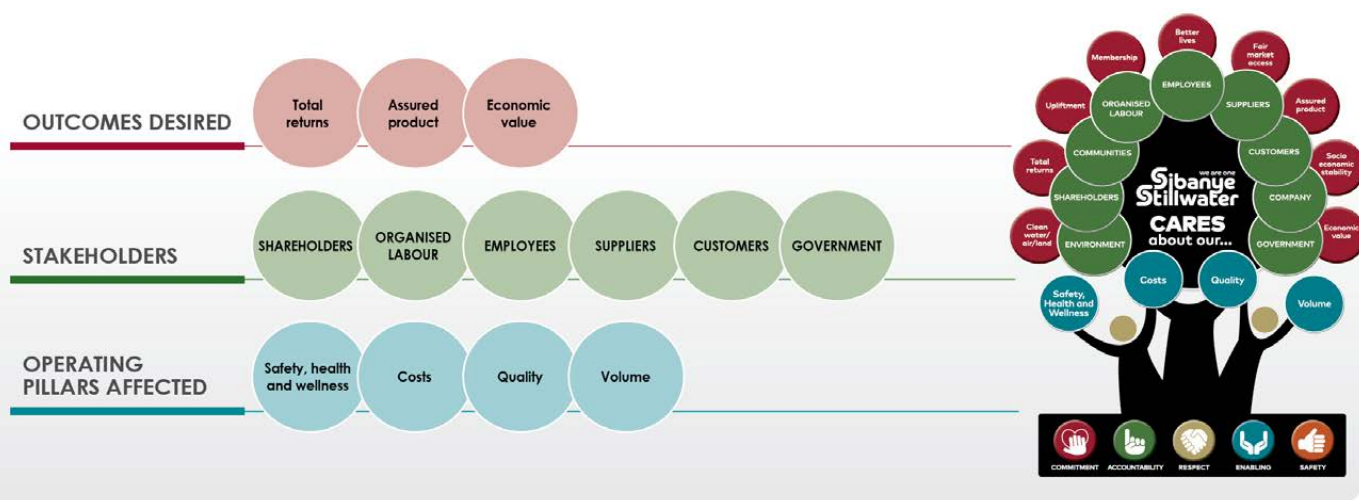 OUTCOMES DESIRED
Total
returns
Assured
product
Economic
value
STAKEHOLDERS
SHAREHOLDERS
ORGANISED
LABOUR
EMPLOYEES
SUPPLIERS
CUSTOMERS
GOVERNMENT
OPERATING
PILLARS AFFECTED
Safety, health
and wellness
Costs
Quality
Volume
Better
lives
Membership
Fair
market
access
EMPLOYEES
Upliftment
ORGANISED
LABOUR
SUPPLIERS
Assured
product
COMMUNITIES
CUSTOMERS
Total
returns
Socio
economic
stability
we are one
Sibanye
Stillwater
SHAREHOLDERS
COMPANY
CARES
about our...
Clean
water/
air/land
ENVIRONMENT
GOVERNMENT
Economic
value
Safety,
Health and
Wellness
Costs
Quality
Volume
COMMITMENT
ACCOUNTABILITY
RESPECT
ENABLING
SAFETY